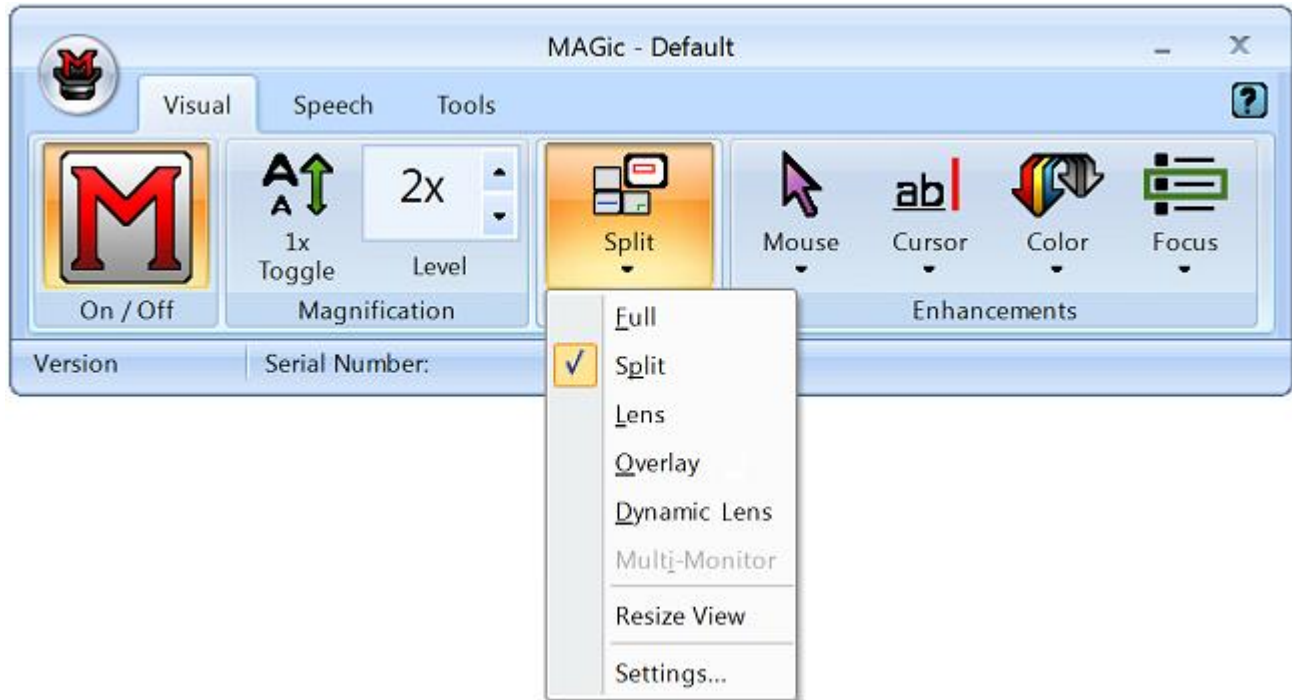 MAGic - Default
Visual Speech Tools
2x
1x
Toggle
Level
Split
Mouse
ab
Cursor
Color
Focus
On / Off
Magnification
Enhancements
Version
Serial Number:
Full
Split
Lens
Overlay
Dynamic Lens
Multi-Monitor
Resize View
Settings...